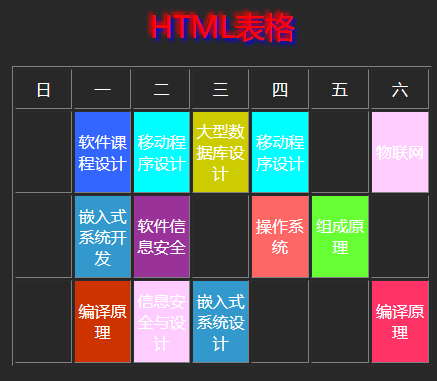 HTML表格
日 一 二 三 四 五 六
软件课 移动程 大型数 移动程 物联网
程设计 序设计 据库设 序设计
计
嵌入式 软件信 操作系 组成原
系统开 息安全 统 理
发
编译原 信息安 嵌入式 编译原
理 全与设 系统设 理
计 计